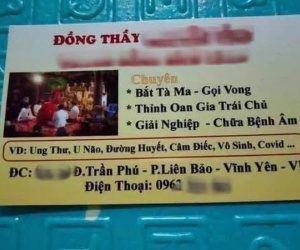 ĐỒNG THẦY
Chuyên
* Bắt Tà Ma - Gọi Vong
* Thỉnh Oan Gia Trái Chủ
* Giải Nghiệp - Chữa Bệnh Âm
VD: Ung Thư, U Não, Đường Huyết, Câm Điếc, Vô Sinh, Covid ...
ĐC: Đ.Trần Phú - P.Liên Bảo - Vĩnh Yên - V
Điện Thoại: 096